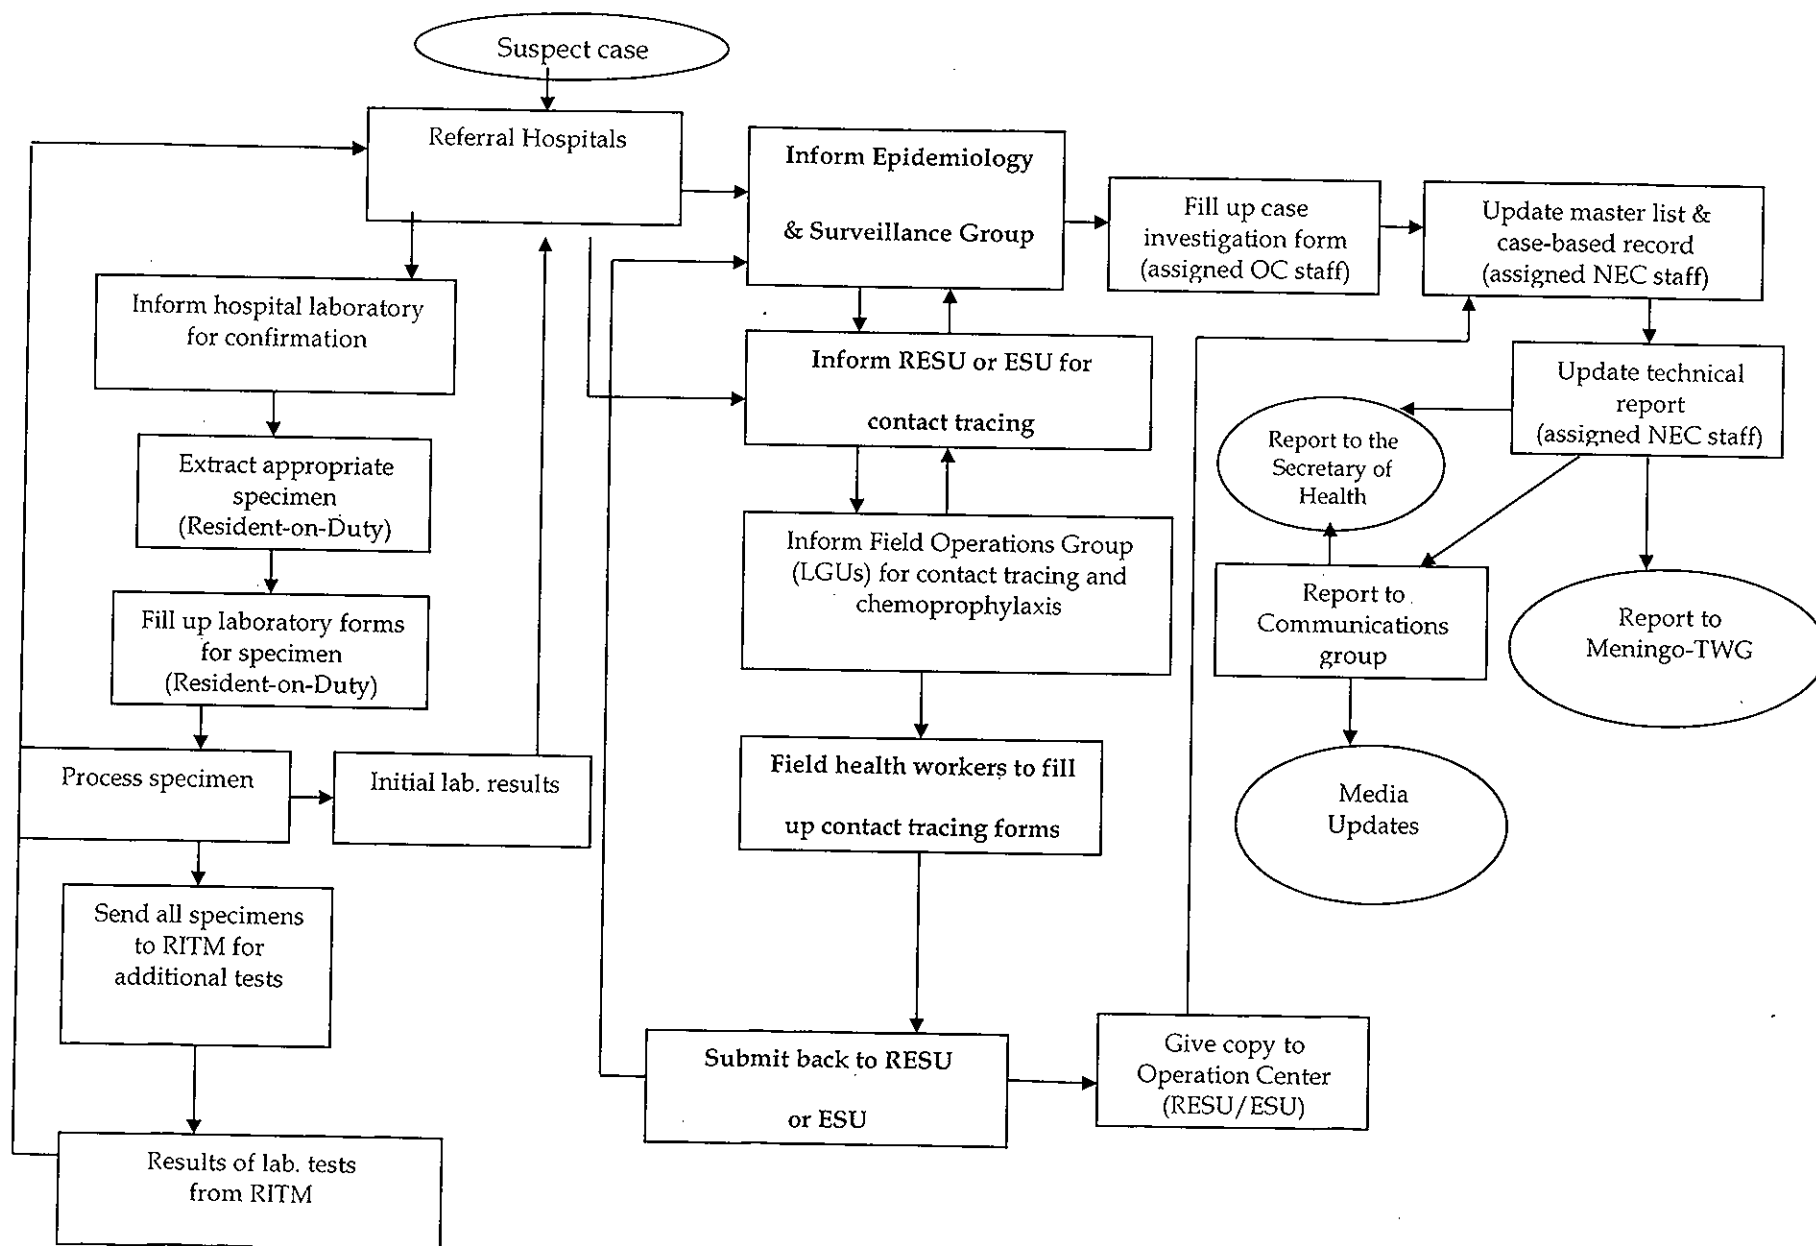 Suspect case
Referral Hospitals
Inform Epidemiology
& Surveillance Group
Fill up case
investigation form
(assigned OC staff)
Update master list &
case-based record
(assigned NEC staff)
Inform hospital laboratory
for confirmation
Inform RESU or ESU for
contact tracing
Update technical
report
(assigned NEC staff)
Report to the
Secretary of
Health
Extract appropriate
specimen
(Resident-on-Duty)
Inform Field Operations Group
(LGUs) for contact tracing and
chemoprophylaxis
Report to
Communications
group
Report to
Meningo-TWG
Fill up laboratory forms
for specimen
(Resident-on-Duty)
Process specimen
Initial lab. results
Field health workers to fill
up contact tracing forms
Media
Updates
Send all specimens
to RITM for
additional tests
Submit back to RESU
or ESU
Give copy to
Operation Center
(RESU/ESU)
Results of lab. tests
from RITM